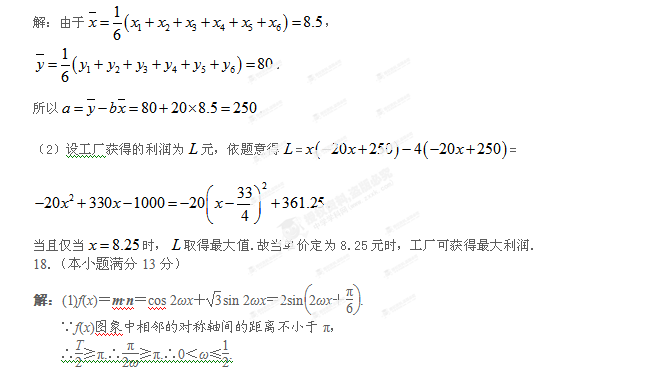 解：由于 x̄ = 1/6(x₁ + x₂ + x₃ + x₄ + x₅ + x₆) = 8.5，
ȳ = 1/6(y₁ + y₂ + y₃ + y₄ + y₅ + y₆) = 80.
所以 a = ȳ − bx̄ = 80 + 20×8.5 = 250
（2）设工厂获得的利润为 L 元，依题意得 L = x(−20x + 250) − 4(−20x + 250) =
−20x² + 330x − 1000 = −20(x − 33/4)² + 361.25
当且仅当 x = 8.25 时，L 取得最大值.故当 价定为 8.25 元时，工厂可获得最大利润.
18.（本小题满分 13 分）
解：(1)f(x)＝m·n＝cos 2ωx＋√3sin 2ωx＝2sin(2ωx＋π/6).
∵f(x)图象中相邻的对称轴间的距离不小于 π，
∴T/2≥π.∴π/2ω≥π.∴0＜ω≤1/2.